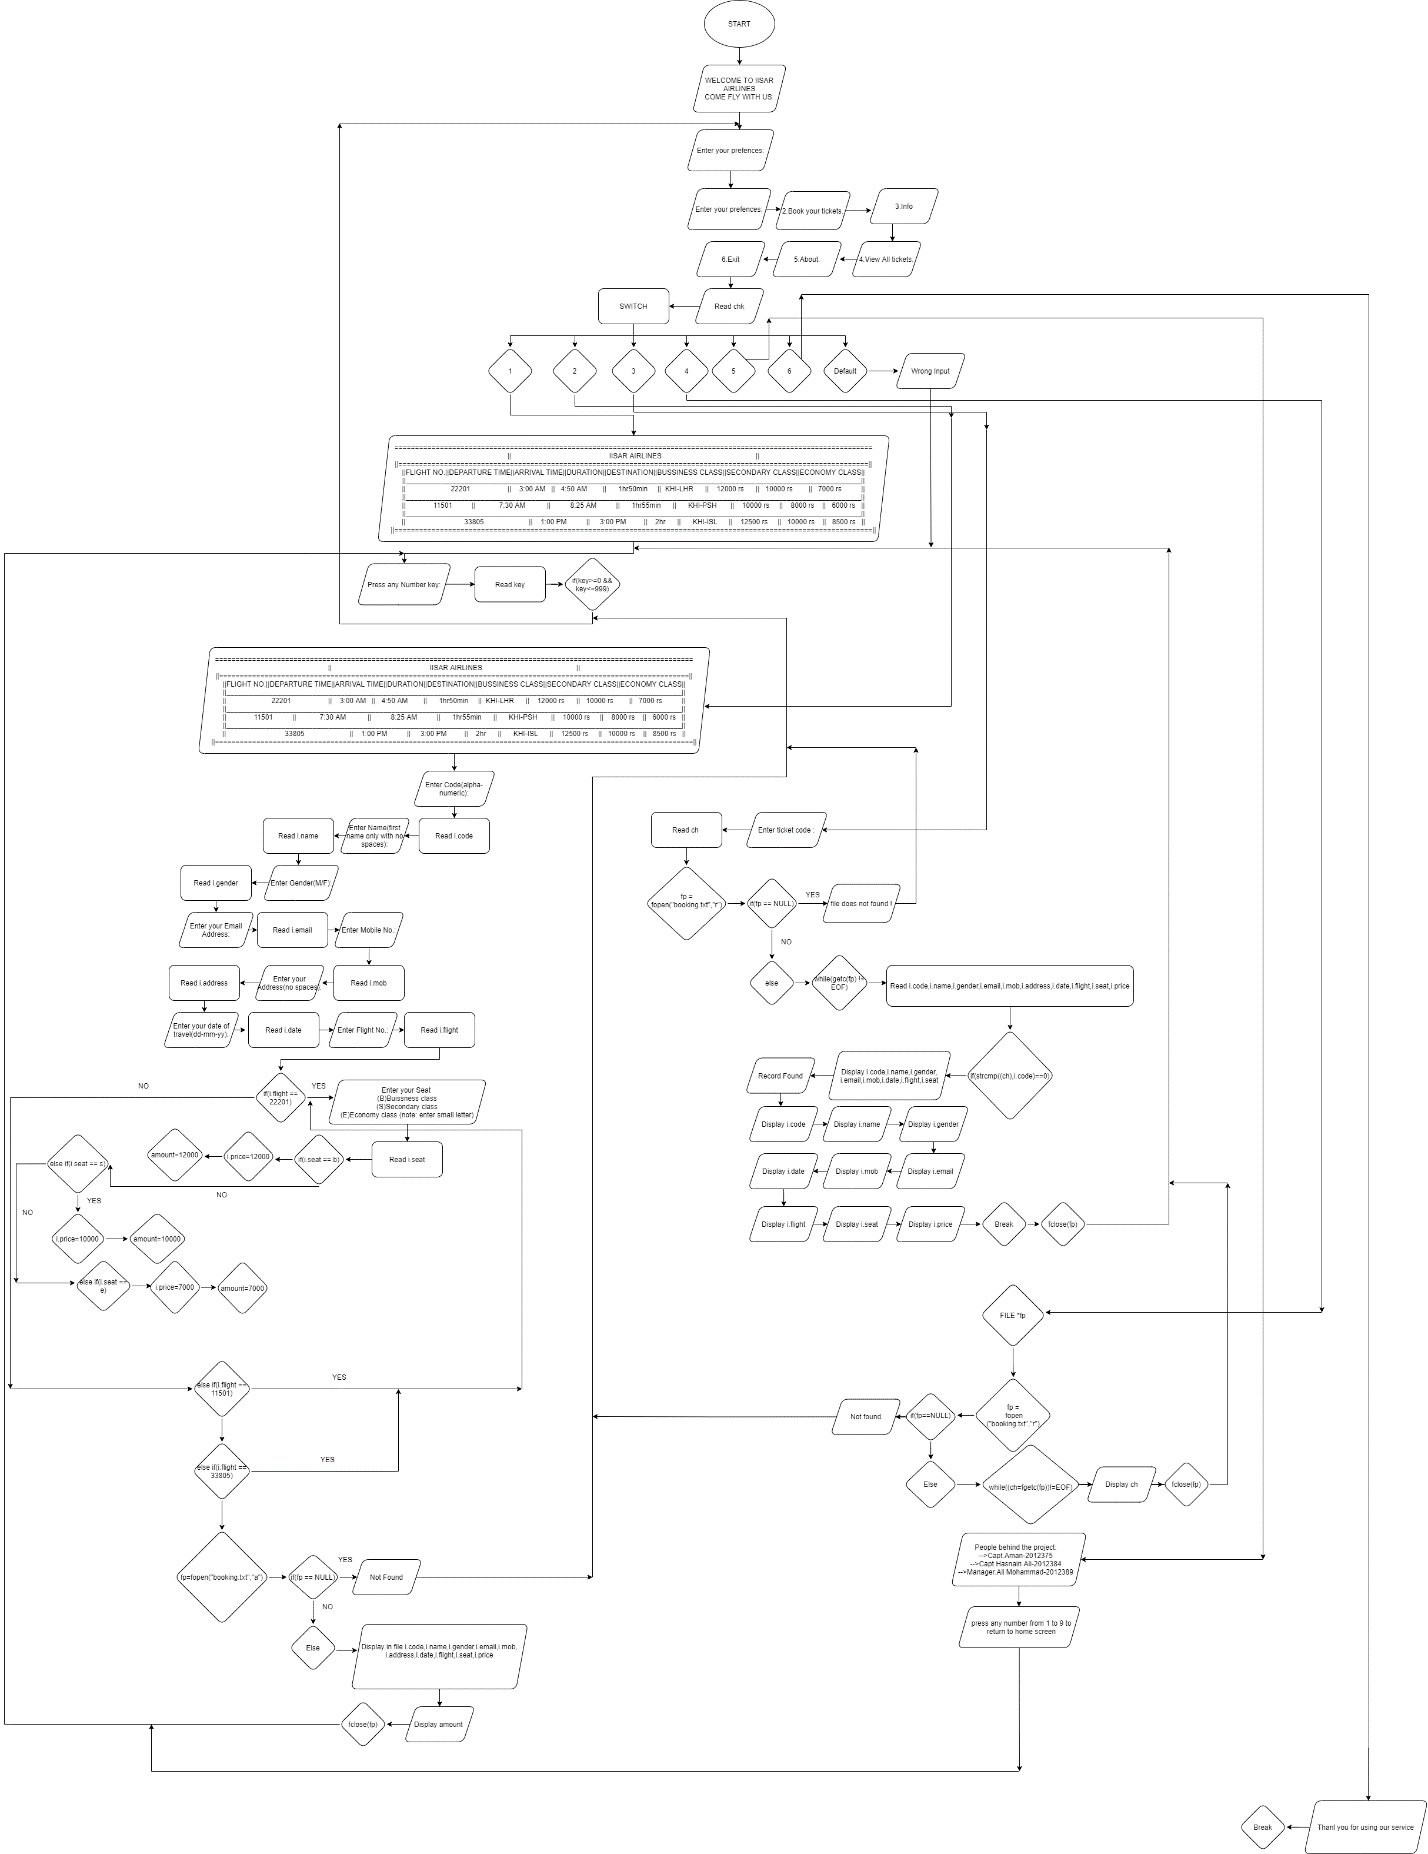 START
WELCOME TO IISAR
AIRLINES
COME FLY WITH US.
Enter your prefences:
Enter your prefences:
2.Book your tickets.
3.Info
6.Exit
5.About.
4.View All tickets.
SWITCH
Read chk
1
2
3
4
5
6
Default
Wrong Input
====================
|| IISAR AIRLINES ||
||====================||
||FLIGHT NO.||DEPARTURE TIME||ARRIVAL TIME||DURATION||DESTINATION||BUSSINESS CLASS||SECONDARY CLASS||ECONOMY CLASS||
|| 22201 || 3:00 AM || 4:50 AM || 1hr50min || KHI-LHR || 12000 rs || 10000 rs || 7000 rs ||
|| 11501 || 7:30 AM || 8:25 AM || 1hr55min || KHI-PSH || 10000 rs || 8000 rs || 6000 rs ||
|| 33805 || 1:00 PM || 3:00 PM || 2hr || KHI-ISL || 12500 rs || 10000 rs || 8500 rs ||
||====================||
Press any Number key:
Read key
if(key>=0 &&
key<=999)
====================
|| IISAR AIRLINES ||
||====================||
||FLIGHT NO.||DEPARTURE TIME||ARRIVAL TIME||DURATION||DESTINATION||BUSSINESS CLASS||SECONDARY CLASS||ECONOMY CLASS||
|| 22201 || 3:00 AM || 4:50 AM || 1hr50min || KHI-LHR || 12000 rs || 10000 rs || 7000 rs ||
|| 11501 || 7:30 AM || 8:25 AM || 1hr55min || KHI-PSH || 10000 rs || 8000 rs || 6000 rs ||
|| 33805 || 1:00 PM || 3:00 PM || 2hr || KHI-ISL || 12500 rs || 10000 rs || 8500 rs ||
||====================||
Enter Code(alpha-
numeric):
Read i.name
Enter Name(first
name only with no
spaces):
Read i.code
Read i.gender
Enter Gender(M/F):
Enter your Email
Address:
Read i.email
Enter Mobile No.:
Read i.address
Enter your
Address(no spaces):
Read i.mob
Enter your date of
travel(dd-mm-yy):
Read i.date
Enter Flight No.:
Read i.flight
NO
if(i.flight ==
22201)
YES
Enter your Seat
(B)Buissness class
(S)Secondary class
(E)Economy class (note: enter small letter)
else if(i.seat == s)
amount=12000
i.price=12000
if(i.seat == b)
Read i.seat
NO
YES
NO
i.price=10000
amount=10000
else if(i.seat ==
e)
i.price=7000
amount=7000
else if(i.flight ==
11501)
YES
else if(i.flight ==
33805)
YES
fp=fopen("booking.txt","a")
if(fp == NULL)
YES
Not Found
NO
Else
Display in file i.code,i.name,i.gender,i.email,i.mob,
i.address,i.date,i.flight,i.seat,i.price
fclose(fp)
Display amount
Read ch
Enter ticket code :
fp =
fopen("booking.txt","r")
if(fp == NULL)
YES
file does not found !
NO
else
while(getc(fp) !=
EOF)
Read i.code,i.name,i.gender,i.email,i.mob,i.address,i.date,i.flight,i.seat,i.price
Record Found
Display i.code,i.name,i.gender,
i.email,i.mob,i.date,i.flight,i.seat
if(strcmp((ch),i.code)==0)
Display i.code
Display i.name
Display i.gender
Display i.date
Display i.mob
Display i.email
Display i.flight
Display i.seat
Display i.price
Break
fclose(fp)
FILE *fp
Not found
if(fp==NULL)
fp =
fopen
("booking.txt","r")
Else
while((ch=fgetc(fp))!=EOF)
Display ch
fclose(fp)
People behind the project:
-->Capt.Aman-2012375
-->Capt.Hasnain Ali-2012384
-->Manager.Ali Mohammad-2012389
press any number from 1 to 9 to
return to home screen
Break
Thanl you for using our service